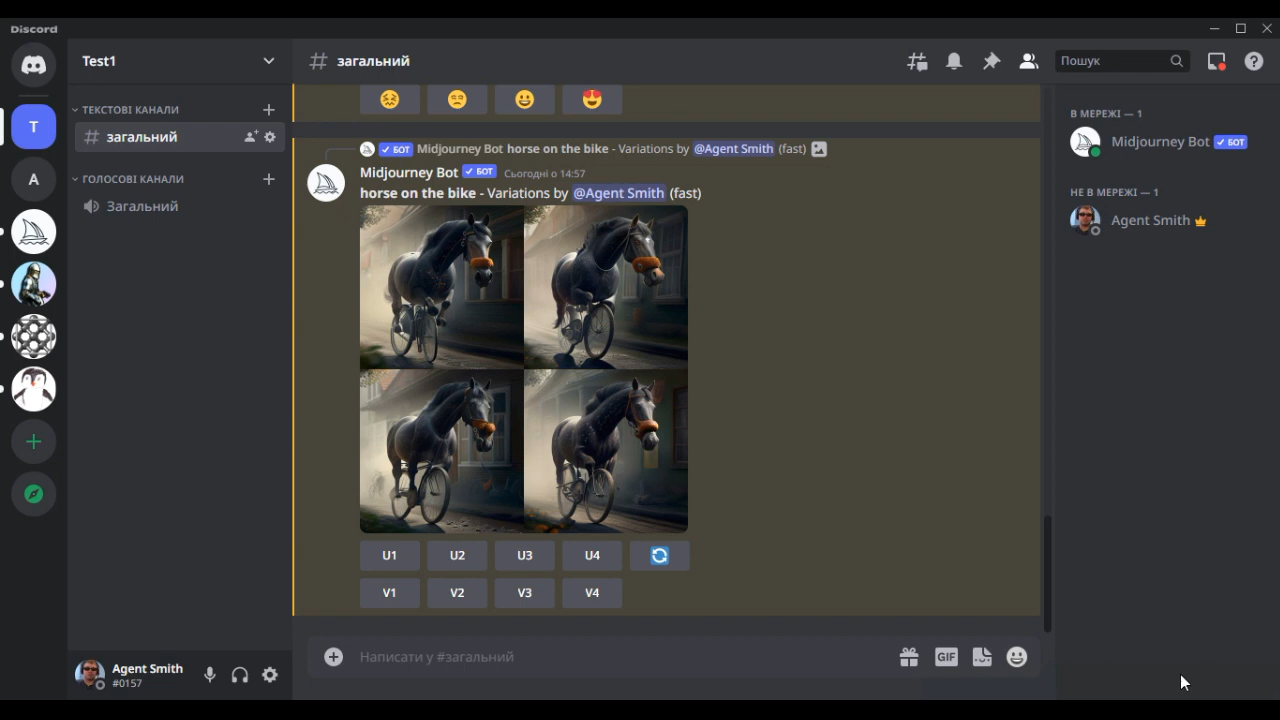 Discord
Test1
загальний
Пошук
ТЕКСТОВІ КАНАЛИ
загальний
ГОЛОСОВІ КАНАЛИ
Загальний
T
A
БОТ Midjourney Bot horse on the bike - Variations by @Agent Smith (fast)
Midjourney Bot БОТ Сьогодні о 14:57
horse on the bike - Variations by @Agent Smith (fast)
U1 U2 U3 U4
V1 V2 V3 V4
Написати у #загальний
GIF
В МЕРЕЖІ — 1
Midjourney Bot БОТ
НЕ В МЕРЕЖІ — 1
Agent Smith
Agent Smith
#0157